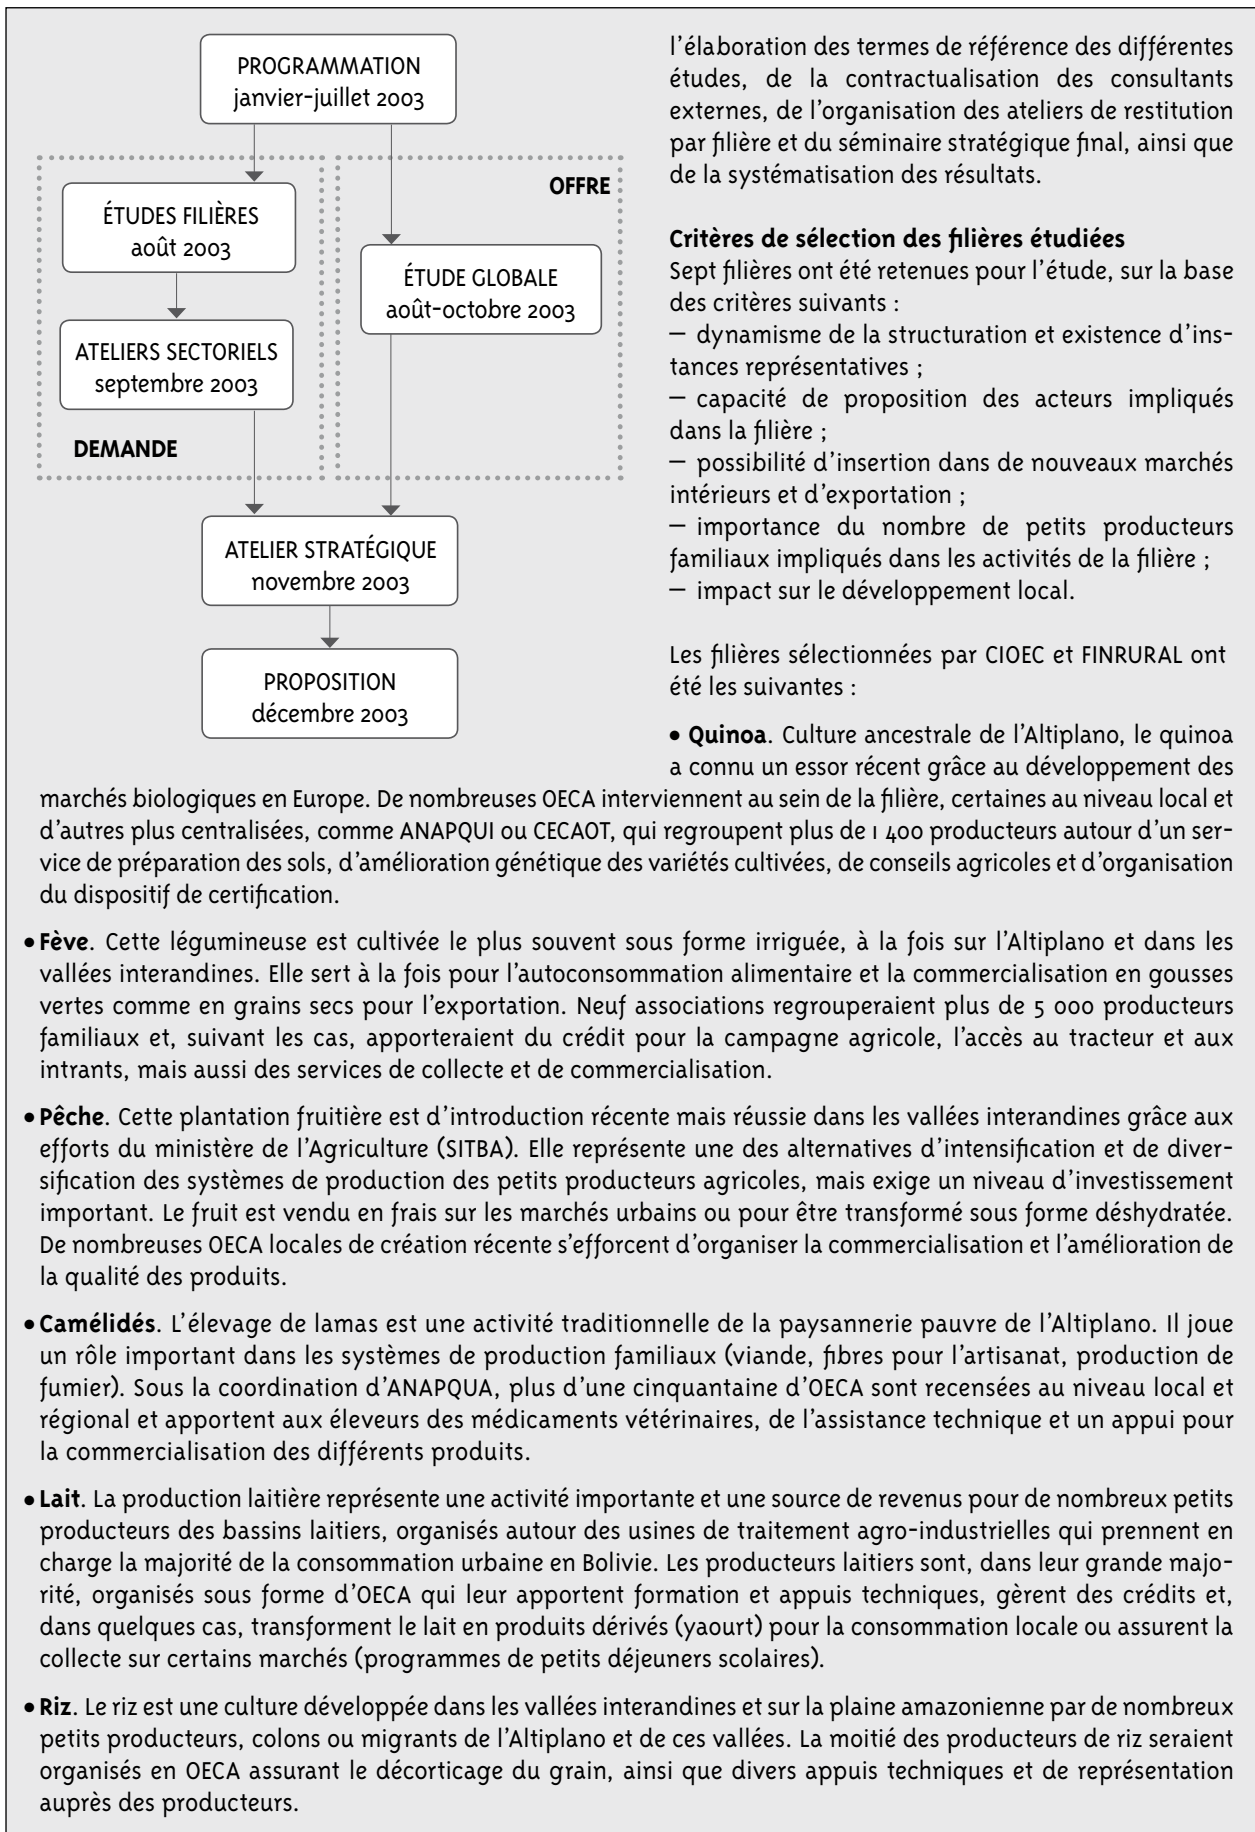 PROGRAMMATION
janvier-juillet 2003
OFFRE
ÉTUDES FILIÈRES
août 2003
ÉTUDE GLOBALE
août-octobre 2003
ATELIERS SECTORIELS
septembre 2003
DEMANDE
ATELIER STRATÉGIQUE
novembre 2003
PROPOSITION
décembre 2003
l'élaboration des termes de référence des différentes
études, de la contractualisation des consultants
externes, de l'organisation des ateliers de restitution
par filière et du séminaire stratégique final, ainsi que
de la systématisation des résultats.
Critères de sélection des filières étudiées
Sept filières ont été retenues pour l'étude, sur la base
des critères suivants :
— dynamisme de la structuration et existence d'ins-
tances représentatives ;
— capacité de proposition des acteurs impliqués
dans la filière ;
— possibilité d'insertion dans de nouveaux marchés
intérieurs et d'exportation ;
— importance du nombre de petits producteurs
familiaux impliqués dans les activités de la filière ;
— impact sur le développement local.
Les filières sélectionnées par CIOEC et FINRURAL ont
été les suivantes :
• Quinoa. Culture ancestrale de l'Altiplano, le quinoa
a connu un essor récent grâce au développement des
marchés biologiques en Europe. De nombreuses OECA interviennent au sein de la filière, certaines au niveau local et
d'autres plus centralisées, comme ANAPQUI ou CECAOT, qui regroupent plus de 1 400 producteurs autour d'un ser-
vice de préparation des sols, d'amélioration génétique des variétés cultivées, de conseils agricoles et d'organisation
du dispositif de certification.
• Fève. Cette légumineuse est cultivée le plus souvent sous forme irriguée, à la fois sur l'Altiplano et dans les
vallées interandines. Elle sert à la fois pour l'autoconsommation alimentaire et la commercialisation en gousses
vertes comme en grains secs pour l'exportation. Neuf associations regrouperaient plus de 5 000 producteurs
familiaux et, suivant les cas, apporteraient du crédit pour la campagne agricole, l'accès au tracteur et aux
intrants, mais aussi des services de collecte et de commercialisation.
• Pêche. Cette plantation fruitière est d'introduction récente mais réussie dans les vallées interandines grâce aux
efforts du ministère de l'Agriculture (SITBA). Elle représente une des alternatives d'intensification et de diver-
sification des systèmes de production des petits producteurs agricoles, mais exige un niveau d'investissement
important. Le fruit est vendu en frais sur les marchés urbains ou pour être transformé sous forme déshydratée.
De nombreuses OECA locales de création récente s'efforcent d'organiser la commercialisation et l'amélioration de
la qualité des produits.
• Camélidés. L'élevage de lamas est une activité traditionnelle de la paysannerie pauvre de l'Altiplano. Il joue
un rôle important dans les systèmes de production familiaux (viande, fibres pour l'artisanat, production de
fumier). Sous la coordination d'ANAPQUA, plus d'une cinquantaine d'OECA sont recensées au niveau local et
régional et apportent aux éleveurs des médicaments vétérinaires, de l'assistance technique et un appui pour
la commercialisation des différents produits.
• Lait. La production laitière représente une activité importante et une source de revenus pour de nombreux petits
producteurs des bassins laitiers, organisés autour des usines de traitement agro-industrielles qui prennent en
charge la majorité de la consommation urbaine en Bolivie. Les producteurs laitiers sont, dans leur grande majo-
rité, organisés sous forme d'OECA qui leur apportent formation et appuis techniques, gèrent des crédits et,
dans quelques cas, transforment le lait en produits dérivés (yaourt) pour la consommation locale ou assurent la
collecte sur certains marchés (programmes de petits déjeuners scolaires).
• Riz. Le riz est une culture développée dans les vallées interandines et sur la plaine amazonienne par de nombreux
petits producteurs, colons ou migrants de l'Altiplano et de ces vallées. La moitié des producteurs de riz seraient
organisés en OECA assurant le décorticage du grain, ainsi que divers appuis techniques et de représentation
auprès des producteurs.